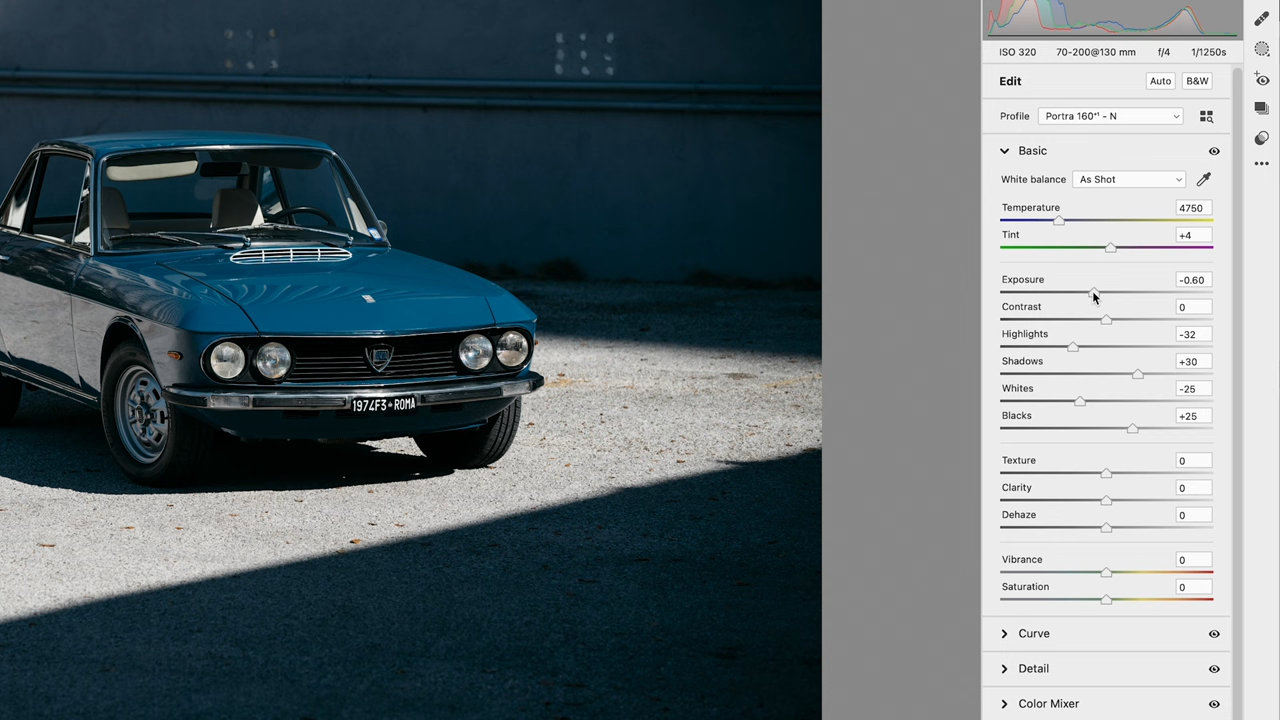 ISO 320 70-200@130 mm f/4 1/1250s
Edit Auto B&W
Profile Portra 160⁺¹ - N
Basic
White balance As Shot
Temperature 4750
Tint +4
Exposure -0.60
Contrast 0
Highlights -32
Shadows +30
Whites -25
Blacks +25
Texture 0
Clarity 0
Dehaze 0
Vibrance 0
Saturation 0
Curve
Detail
Color Mixer
1974F3•ROMA